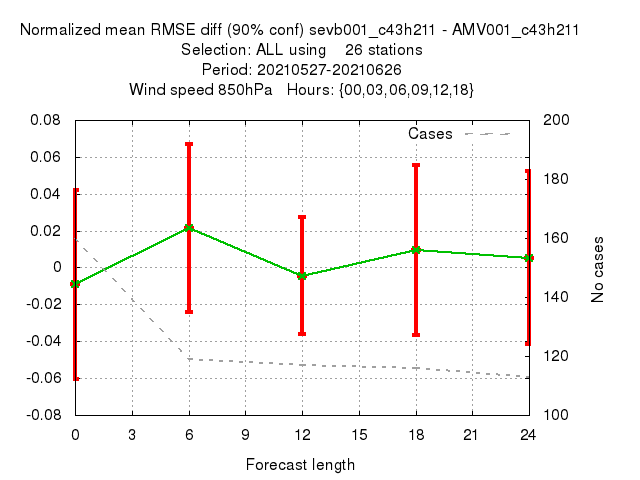 Normalized mean RMSE diff (90% conf) sevb001_c43h211 - AMV001_c43h211
Selection: ALL using    26 stations
Period: 20210527-20210626
Wind speed 850hPa   Hours: {00,03,06,09,12,18}
0.08
0.06
0.04
0.02
0
-0.02
-0.04
-0.06
-0.08
Cases
200
180
160
140
120
100
No cases
0 3 6 9 12 15 18 21 24
Forecast length